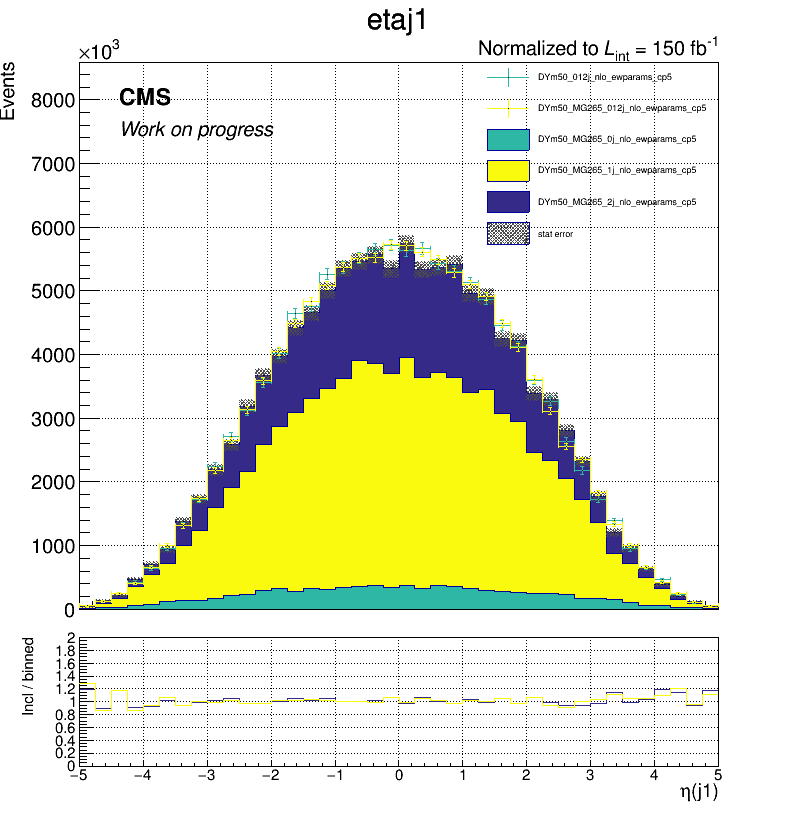 etaj1
×10³
Normalized to Lint = 150 fb-1
Events
CMS
Work on progress
DYm50_012j_nlo_ewparams_cp5
DYm50_MG265_012j_nlo_ewparams_cp5
DYm50_MG265_0j_nlo_ewparams_cp5
DYm50_MG265_1j_nlo_ewparams_cp5
DYm50_MG265_2j_nlo_ewparams_cp5
stat error
8000
7000
6000
5000
4000
3000
2000
1000
0
Incl / binned
2
1.8
1.6
1.4
1.2
1
0.8
0.6
0.4
0.2
0
−5 −4 −3 −2 −1 0 1 2 3 4 5
η(j1)